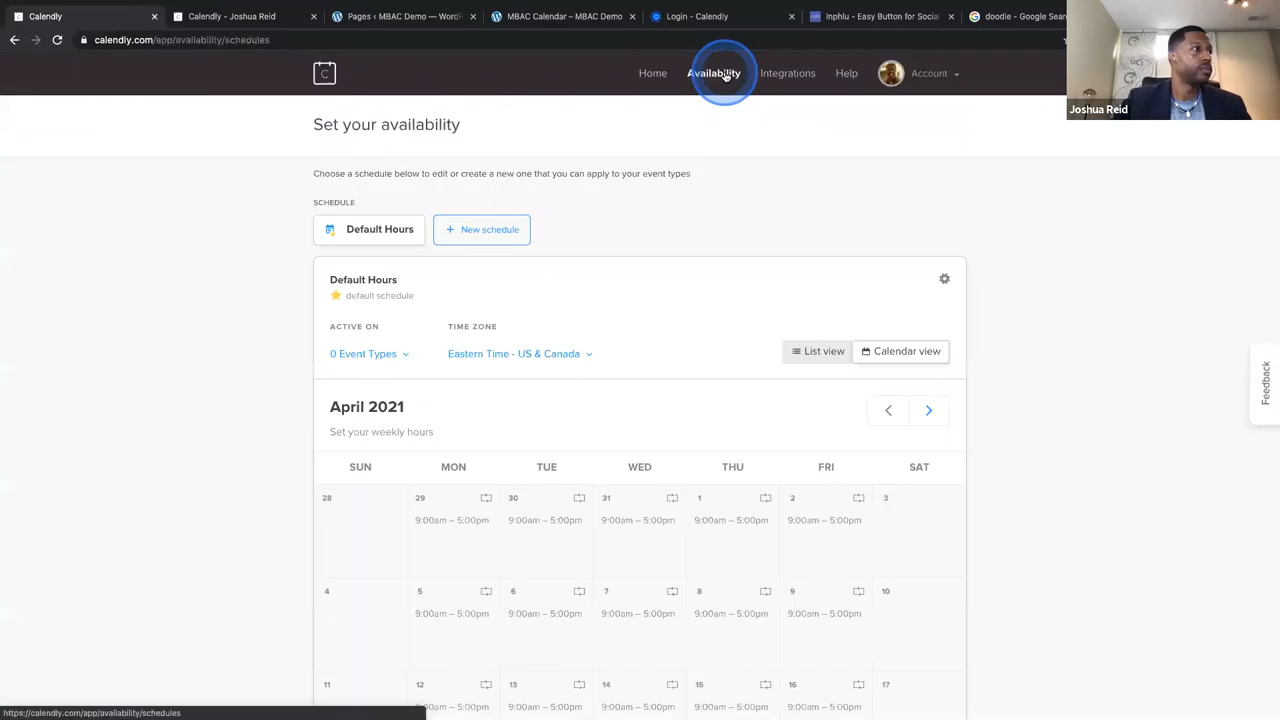 Calendly
Calendly - Joshua Reid
Pages ‹ MBAC Demo — WordP
MBAC Calendar – MBAC Demo
Login - Calendly
Inphlu - Easy Button for Social
doodle - Google Search
calendly.com/app/availability/schedules
Home
Availability
Integrations
Help
Account
Joshua Reid
Set your availability
Choose a schedule below to edit or create a new one that you can apply to your event types
SCHEDULE
Default Hours
+ New schedule
Default Hours
default schedule
ACTIVE ON
TIME ZONE
0 Event Types
Eastern Time - US & Canada
List view
Calendar view
April 2021
Set your weekly hours
SUN MON TUE WED THU FRI SAT
28 29 30 31 1 2 3
9:00am – 5:00pm 9:00am – 5:00pm 9:00am – 5:00pm 9:00am – 5:00pm 9:00am – 5:00pm
4 5 6 7 8 9 10
9:00am – 5:00pm 9:00am – 5:00pm 9:00am – 5:00pm 9:00am – 5:00pm 9:00am – 5:00pm
11 12 13 14 15 16 17
9:00am – 5:00pm 9:00am – 5:00pm 9:00am – 5:00pm 9:00am – 5:00pm 9:00am – 5:00pm
Feedback
https://calendly.com/app/availability/schedules